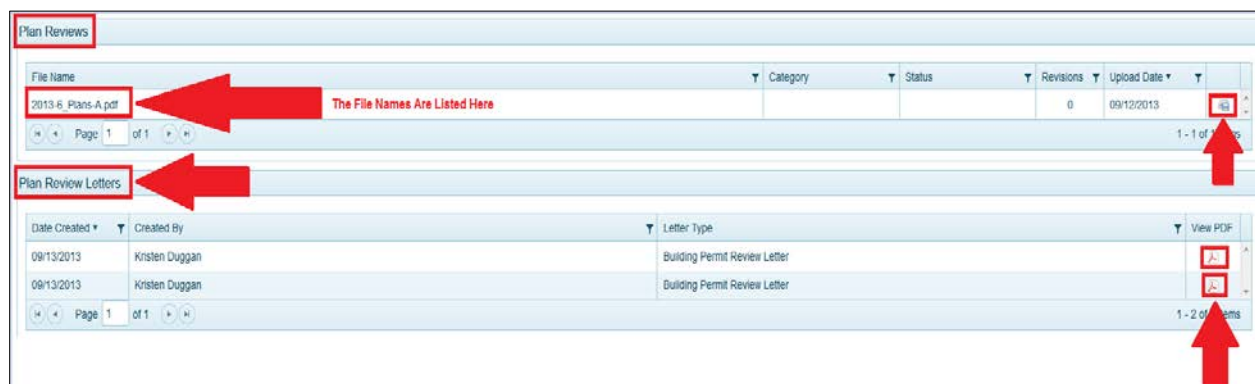 Plan Reviews
File Name Category Status Revisions Upload Date
2013-6_Plans-A.pdf The File Names Are Listed Here 0 09/12/2013
Page 1 of 1 1 - 1 of
Plan Review Letters
Date Created Created By Letter Type View PDF
09/13/2013 Kristen Duggan Building Permit Review Letter
09/13/2013 Kristen Duggan Building Permit Review Letter
Page 1 of 1 1 - 2 of